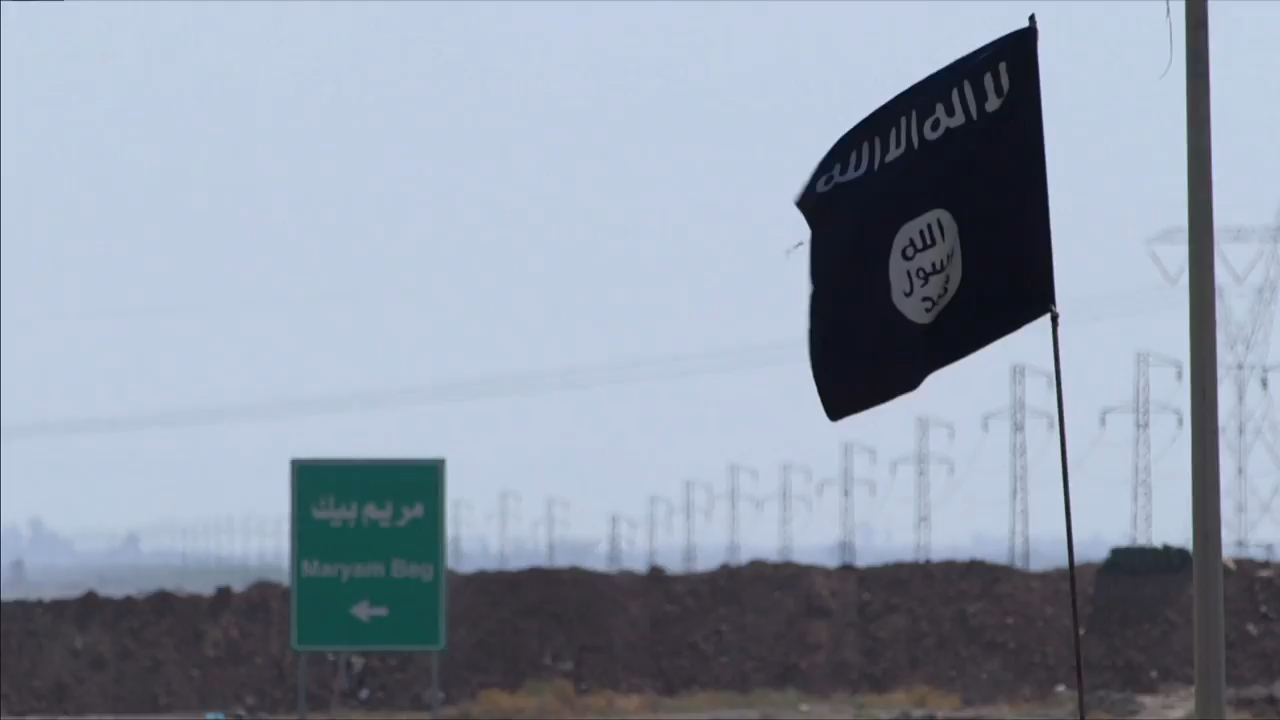 لا اله الا الله
الله
رسول
محمد
مريم بيك
Maryam Beg